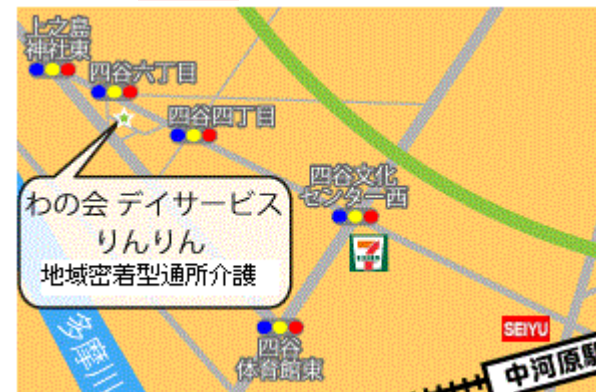 上之島
神社東
四谷六丁目
四谷四丁目
四谷文化
センター西
わの会 デイサービス
りんりん
地域密着型通所介護
7
ELEVEN
SEIYU
四谷
体育館東
多摩川
中河原駅